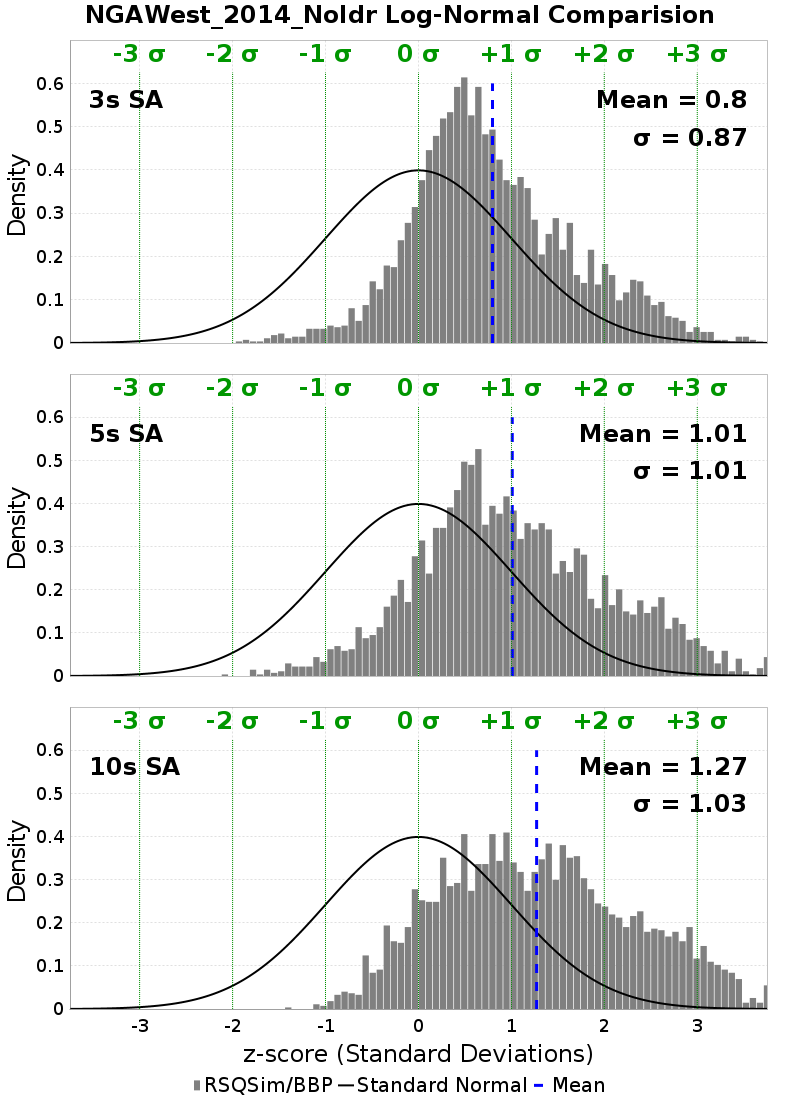 NGAWest_2014_NoIdr Log-Normal Comparision
-3 σ -2 σ -1 σ 0 σ +1 σ +2 σ +3 σ
3s SA
Mean = 0.8
σ = 0.87
0.6
0.5
0.4
0.3
0.2
0.1
0
Density
-3 σ -2 σ -1 σ 0 σ +1 σ +2 σ +3 σ
5s SA
Mean = 1.01
σ = 1.01
0.6
0.5
0.4
0.3
0.2
0.1
0
Density
-3 σ -2 σ -1 σ 0 σ +1 σ +2 σ +3 σ
10s SA
Mean = 1.27
σ = 1.03
0.6
0.5
0.4
0.3
0.2
0.1
0
Density
-3 -2 -1 0 1 2 3
z-score (Standard Deviations)
RSQSim/BBP Standard Normal Mean